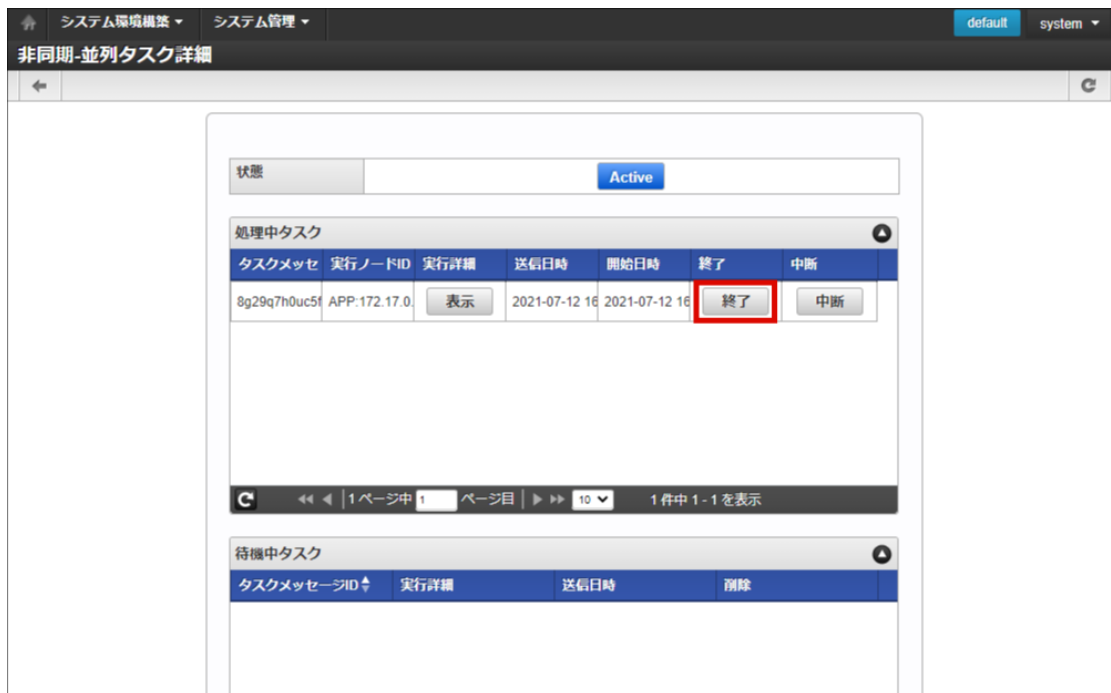 システム環境構築 ▼ システム管理 ▼ default system ▼
非同期-並列タスク詳細
状態 Active
処理中タスク
タスクメッセ 実行ノードID 実行詳細 送信日時 開始日時 終了 中断
8g29q7h0uc5f APP:172.17.0. 表示 2021-07-12 16 2021-07-12 16 終了 中断
1 ページ中 1 ページ目 10 1 件中 1 - 1 を表示
待機中タスク
タスクメッセージID 実行詳細 送信日時 削除